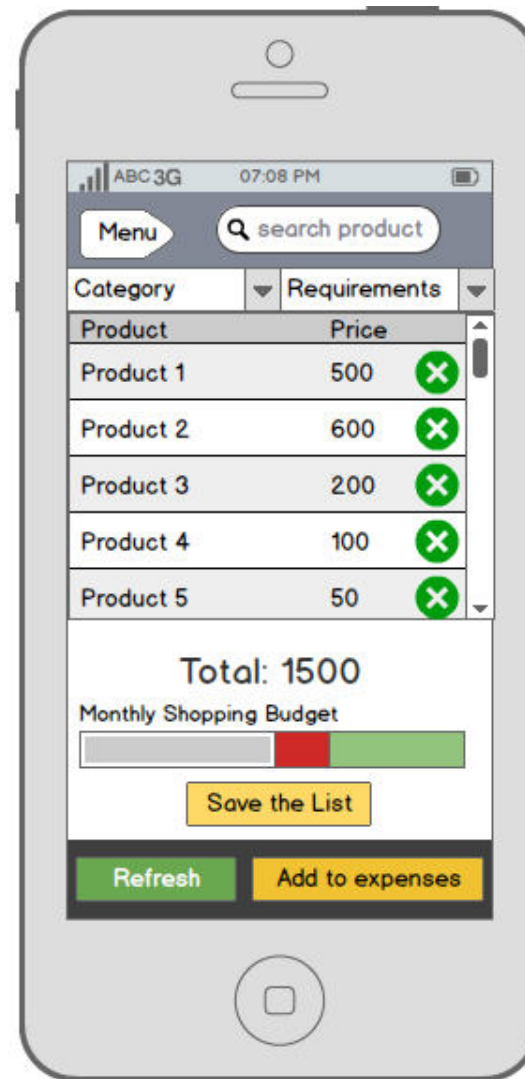 ABC 3G 07:08 PM
Menu search product
Category Requirements
Product Price
Product 1 500
Product 2 600
Product 3 200
Product 4 100
Product 5 50
Total: 1500
Monthly Shopping Budget
Save the List
Refresh Add to expenses